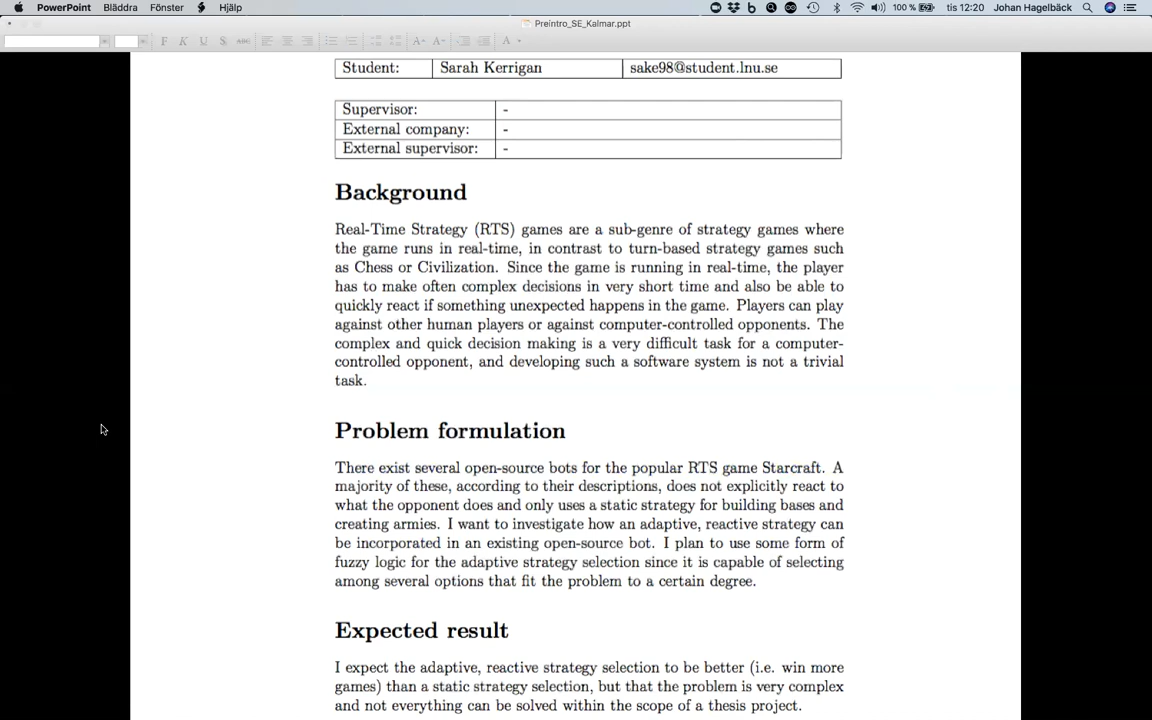 PowerPoint Bläddra Fönster Hjälp 100 % tis 12:20 Johan Hagelbäck
Preintro_SE_Kalmar.ppt
F K U S ABC A A A
Student: Sarah Kerrigan sake98@student.lnu.se
Supervisor: -
External company: -
External supervisor: -
Background
Real-Time Strategy (RTS) games are a sub-genre of strategy games where
the game runs in real-time, in contrast to turn-based strategy games such
as Chess or Civilization. Since the game is running in real-time, the player
has to make often complex decisions in very short time and also be able to
quickly react if something unexpected happens in the game. Players can play
against other human players or against computer-controlled opponents. The
complex and quick decision making is a very difficult task for a computer-
controlled opponent, and developing such a software system is not a trivial
task.
Problem formulation
There exist several open-source bots for the popular RTS game Starcraft. A
majority of these, according to their descriptions, does not explicitly react to
what the opponent does and only uses a static strategy for building bases and
creating armies. I want to investigate how an adaptive, reactive strategy can
be incorporated in an existing open-source bot. I plan to use some form of
fuzzy logic for the adaptive strategy selection since it is capable of selecting
among several options that fit the problem to a certain degree.
Expected result
I expect the adaptive, reactive strategy selection to be better (i.e. win more
games) than a static strategy selection, but that the problem is very complex
and not everything can be solved within the scope of a thesis project.